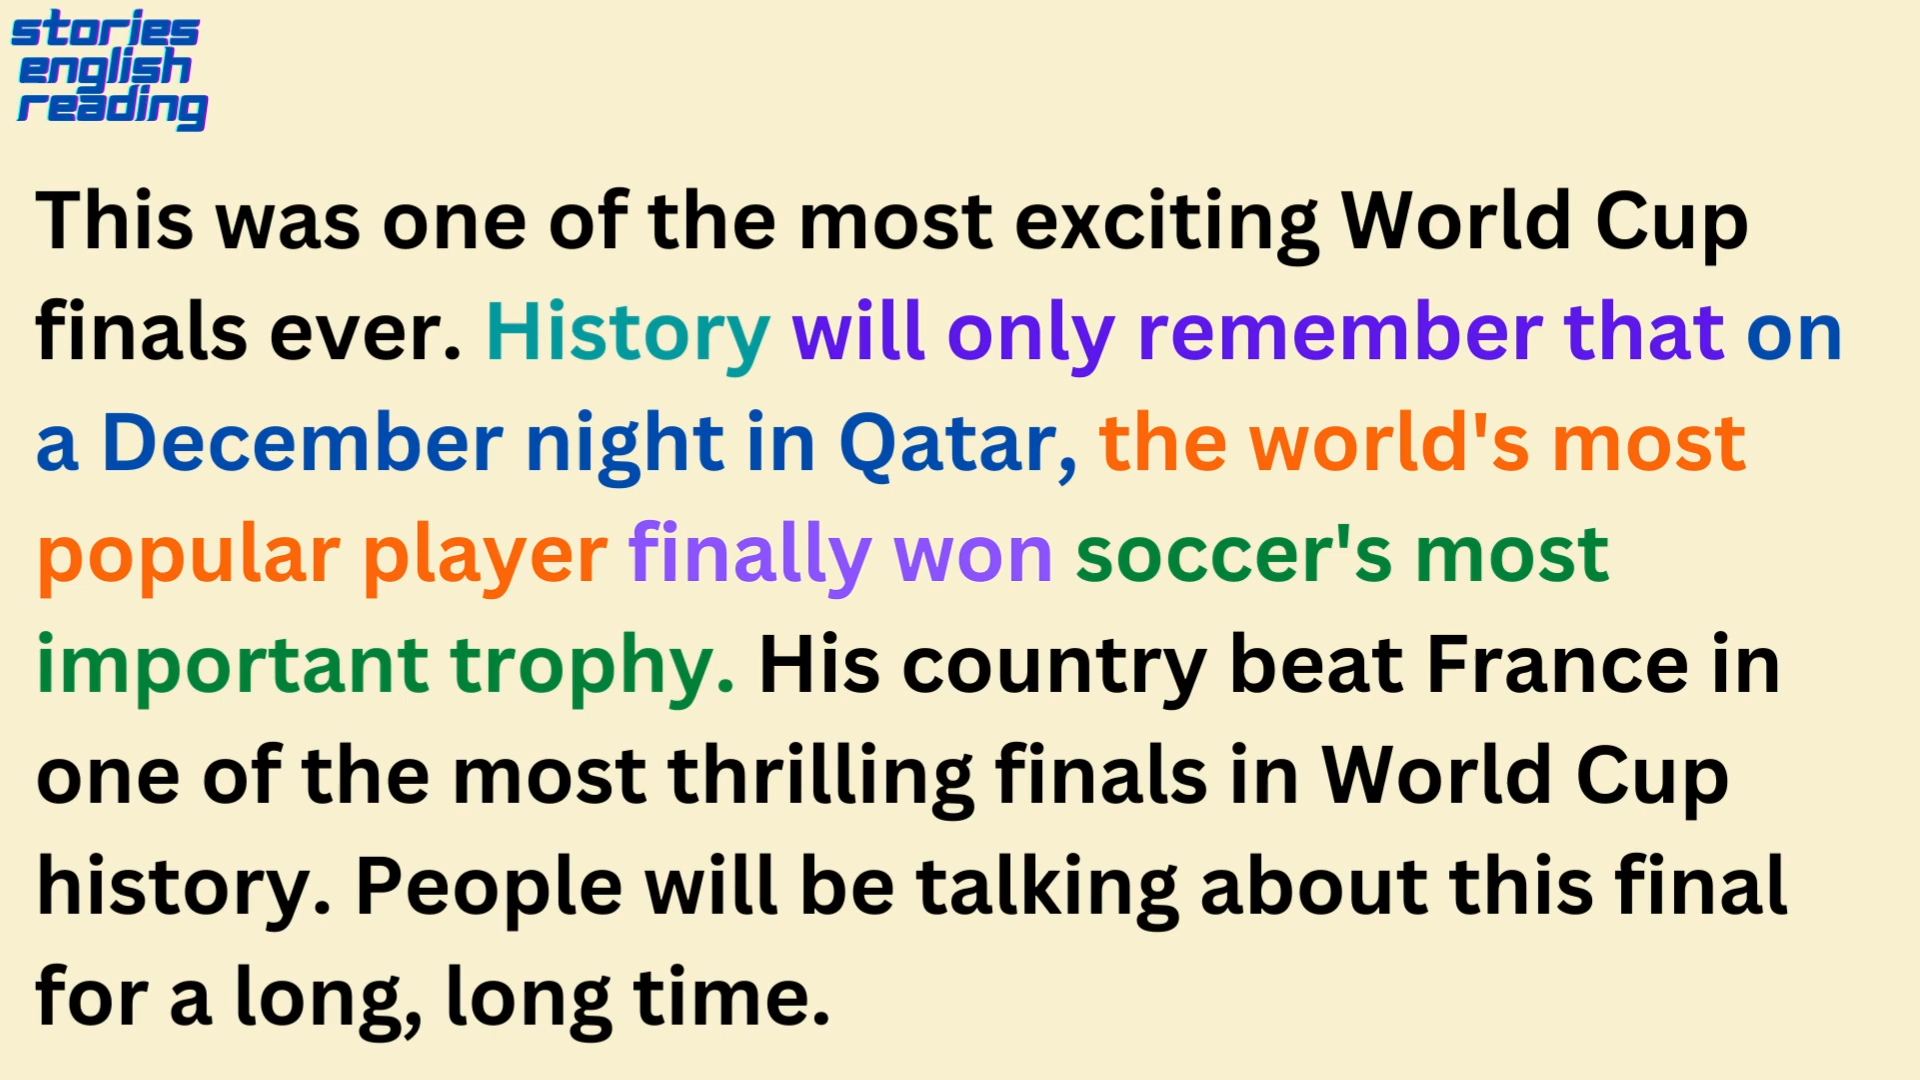 stories
english
reading
This was one of the most exciting World Cup
finals ever. History will only remember that on
a December night in Qatar, the world's most
popular player finally won soccer's most
important trophy. His country beat France in
one of the most thrilling finals in World Cup
history. People will be talking about this final
for a long, long time.